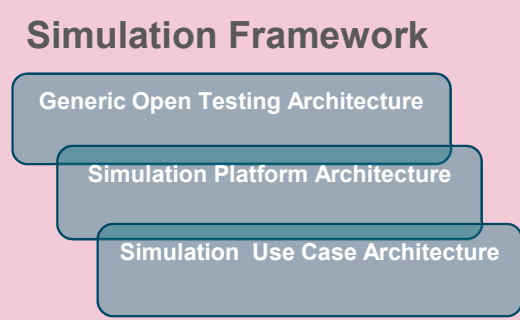 Simulation Framework
Generic Open Testing Architecture
Simulation Platform Architecture
Simulation  Use Case Architecture